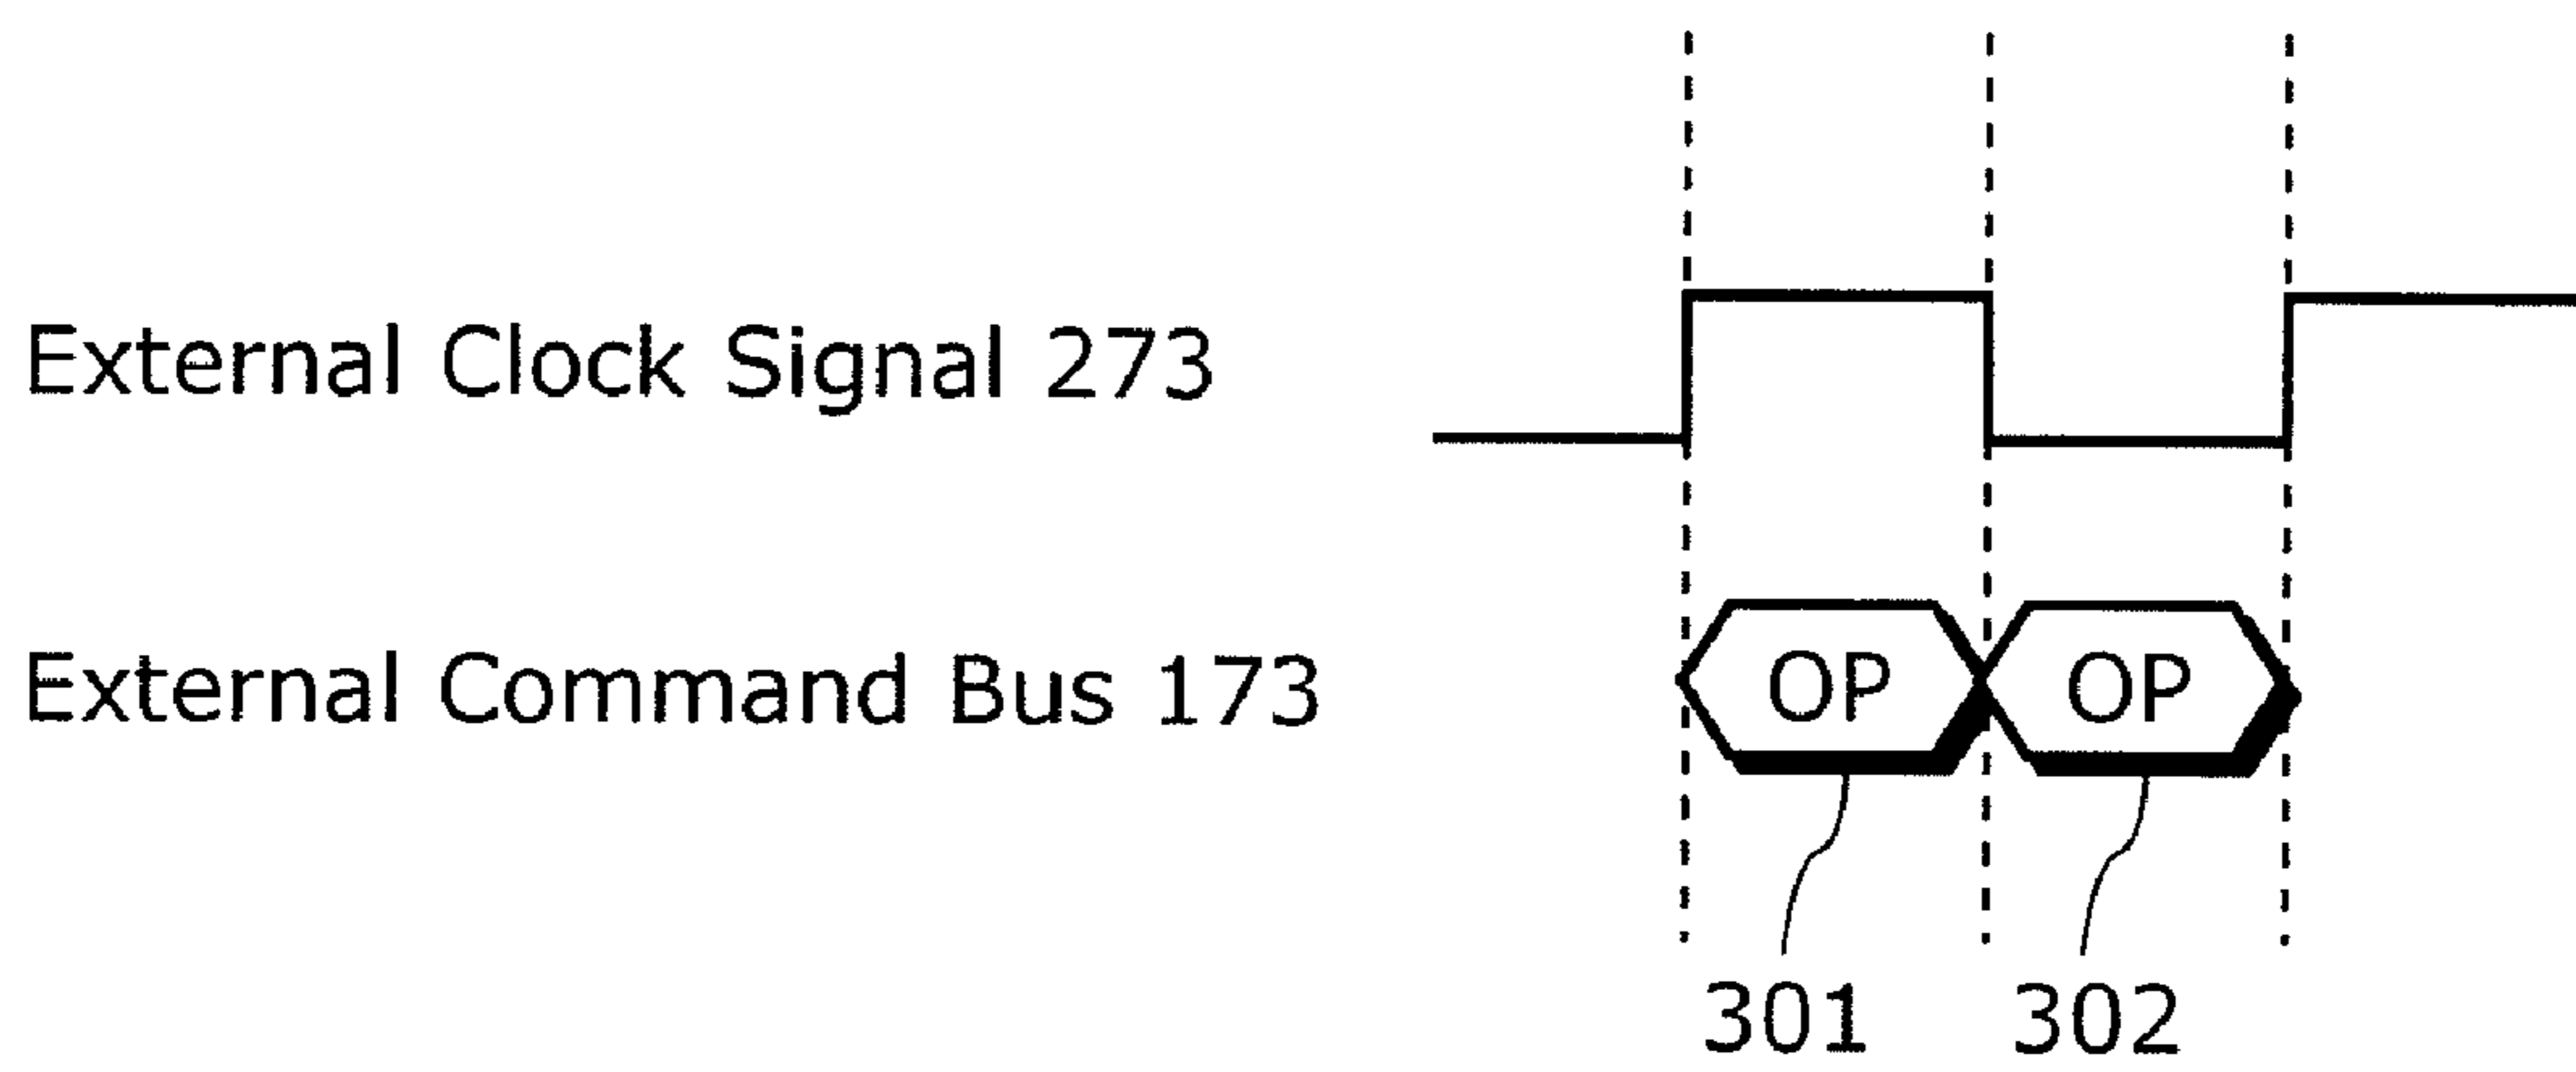 External Clock Signal 273
External Command Bus 173
OP OP
301 302